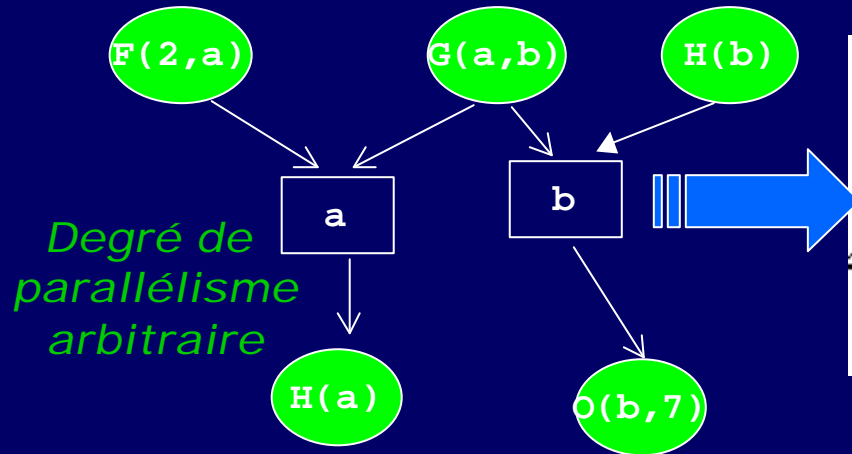 F(2,a)
G(a,b)
H(b)
a
b
Degré de
parallélisme
arbitraire
H(a)
O(b,7)